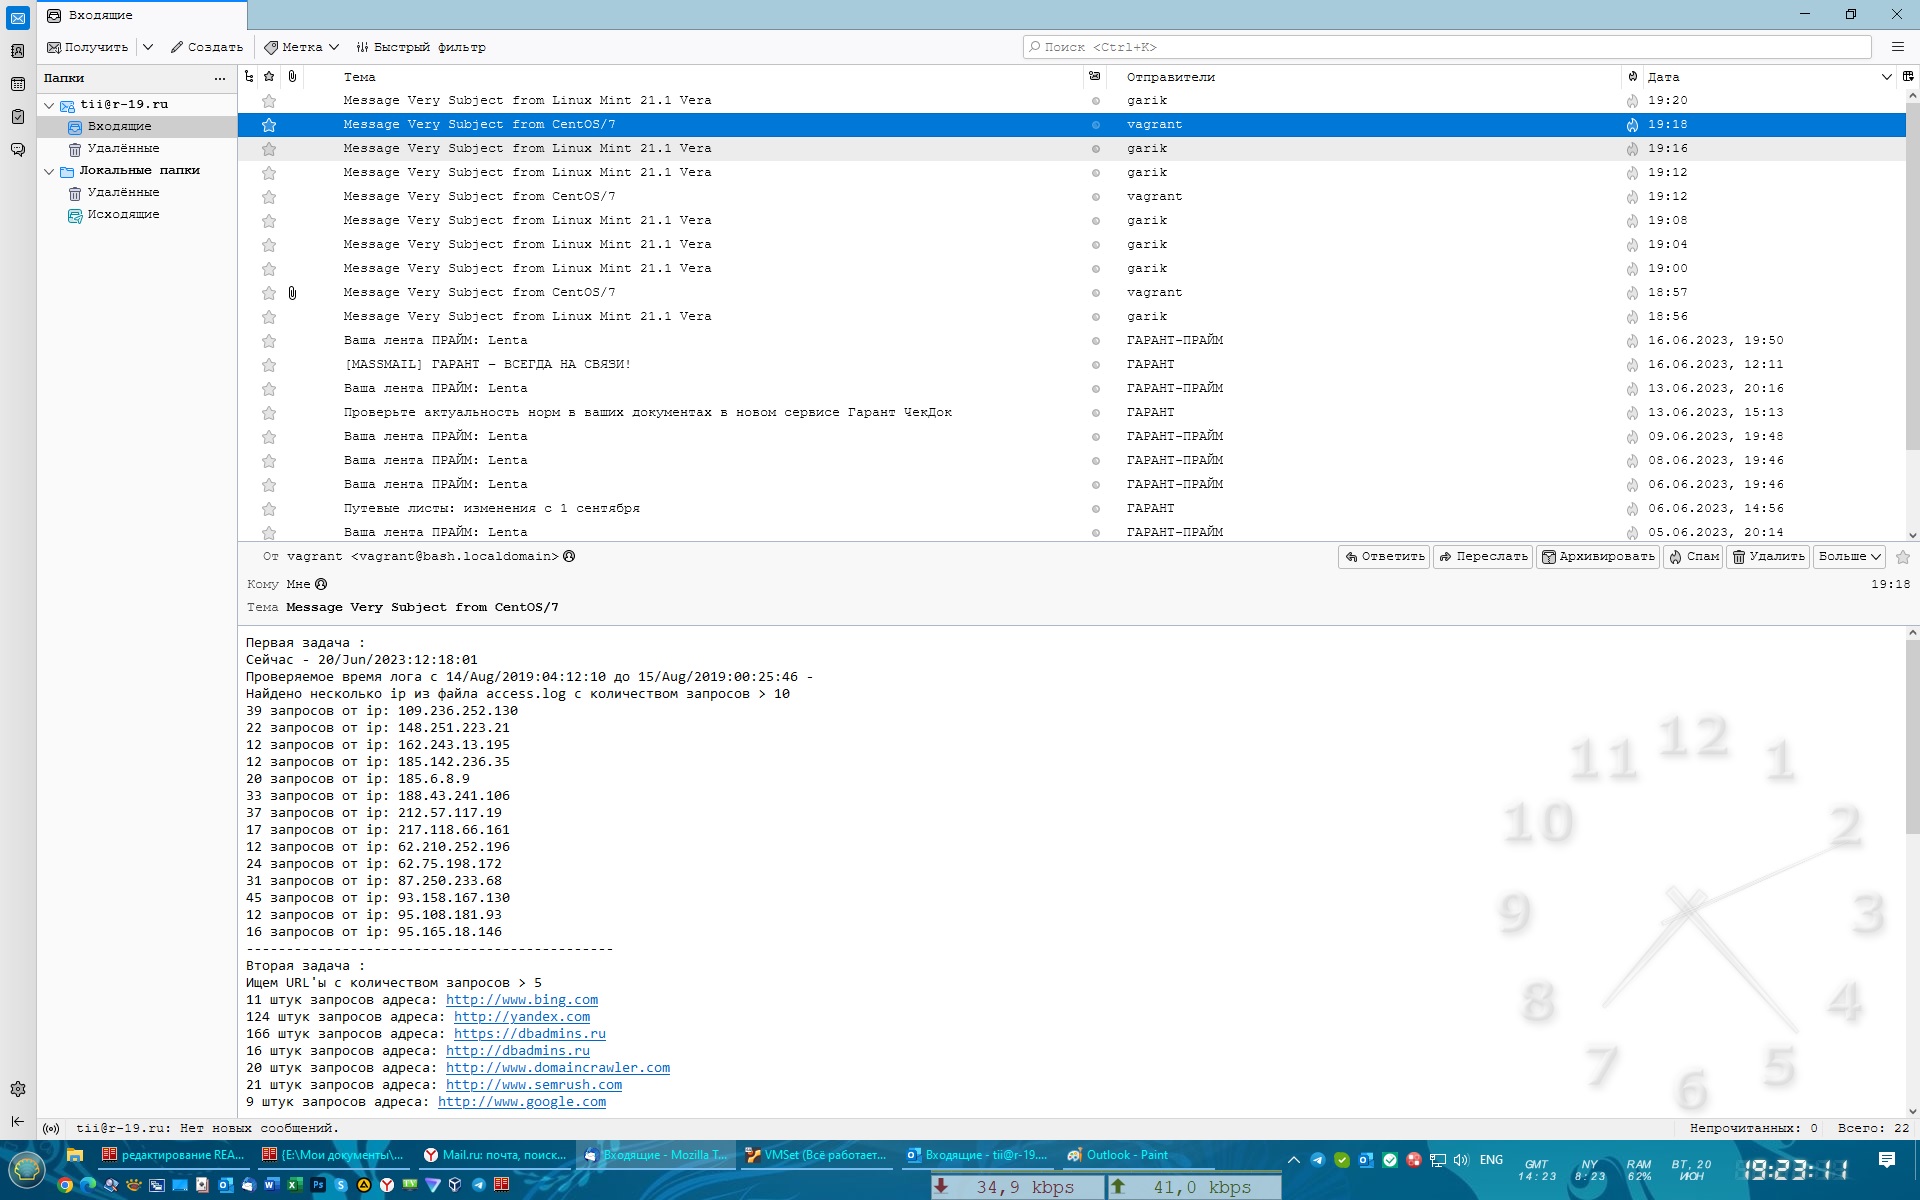 Входящие
Получить Создать Метка Быстрый фильтр Поиск <Ctrl+K>
Папки ...
tii@r-19.ru
Входящие
Удалённые
Локальные папки
Удалённые
Исходящие
Тема Отправители Дата
Message Very Subject from Linux Mint 21.1 Vera garik 19:20
Message Very Subject from CentOS/7 vagrant 19:18
Message Very Subject from Linux Mint 21.1 Vera garik 19:16
Message Very Subject from Linux Mint 21.1 Vera garik 19:12
Message Very Subject from CentOS/7 vagrant 19:12
Message Very Subject from Linux Mint 21.1 Vera garik 19:08
Message Very Subject from Linux Mint 21.1 Vera garik 19:04
Message Very Subject from Linux Mint 21.1 Vera garik 19:00
Message Very Subject from CentOS/7 vagrant 18:57
Message Very Subject from Linux Mint 21.1 Vera garik 18:56
Ваша лента ПРАЙМ: Lenta ГАРАНТ-ПРАЙМ 16.06.2023, 19:50
[MASSMAIL] ГАРАНТ - ВСЕГДА НА СВЯЗИ! ГАРАНТ 16.06.2023, 12:11
Ваша лента ПРАЙМ: Lenta ГАРАНТ-ПРАЙМ 13.06.2023, 20:16
Проверьте актуальность норм в ваших документах в новом сервисе Гарант ЧекДок ГАРАНТ 13.06.2023, 15:13
Ваша лента ПРАЙМ: Lenta ГАРАНТ-ПРАЙМ 09.06.2023, 19:48
Ваша лента ПРАЙМ: Lenta ГАРАНТ-ПРАЙМ 08.06.2023, 19:46
Ваша лента ПРАЙМ: Lenta ГАРАНТ-ПРАЙМ 06.06.2023, 19:46
Путевые листы: изменения с 1 сентября ГАРАНТ 06.06.2023, 14:56
Ваша лента ПРАЙМ: Lenta ГАРАНТ-ПРАЙМ 05.06.2023, 20:14
От vagrant <vagrant@bash.localdomain> Ответить Переслать Архивировать Спам Удалить Больше
Кому Мне 19:18
Тема Message Very Subject from CentOS/7
Первая задача :
Сейчас - 20/Jun/2023:12:18:01
Проверяемое время лога с 14/Aug/2019:04:12:10 до 15/Aug/2019:00:25:46 -
Найдено несколько ip из файла access.log с количеством запросов > 10
39 запросов от ip: 109.236.252.130
22 запросов от ip: 148.251.223.21
12 запросов от ip: 162.243.13.195
12 запросов от ip: 185.142.236.35
20 запросов от ip: 185.6.8.9
33 запросов от ip: 188.43.241.106
37 запросов от ip: 212.57.117.19
17 запросов от ip: 217.118.66.161
12 запросов от ip: 62.210.252.196
24 запросов от ip: 62.75.198.172
31 запросов от ip: 87.250.233.68
45 запросов от ip: 93.158.167.130
12 запросов от ip: 95.108.181.93
16 запросов от ip: 95.165.18.146
----------------------------------------------
Вторая задача :
Ищем URL'ы с количеством запросов > 5
11 штук запросов адреса: http://www.bing.com
124 штук запросов адреса: http://yandex.com
166 штук запросов адреса: https://dbadmins.ru
16 штук запросов адреса: http://dbadmins.ru
20 штук запросов адреса: http://www.domaincrawler.com
21 штук запросов адреса: http://www.semrush.com
9 штук запросов адреса: http://www.google.com
12 1 2 3 4 5 6 7 8 9 10 11
tii@r-19.ru: Нет новых сообщений. Непрочитанных: 0 Всего: 22
редактирование REA... {E:\Мои документы\... Mail.ru: почта, поиск... Входящие - Mozilla T... VMSet (Всё работает... Входящие - tii@r-19.... Outlook - Paint ENG
GMT 14:23 NY 8:23 RAM 62% ВТ, 20 ИЮН 19:23:11
34,9 kbps 41,0 kbps